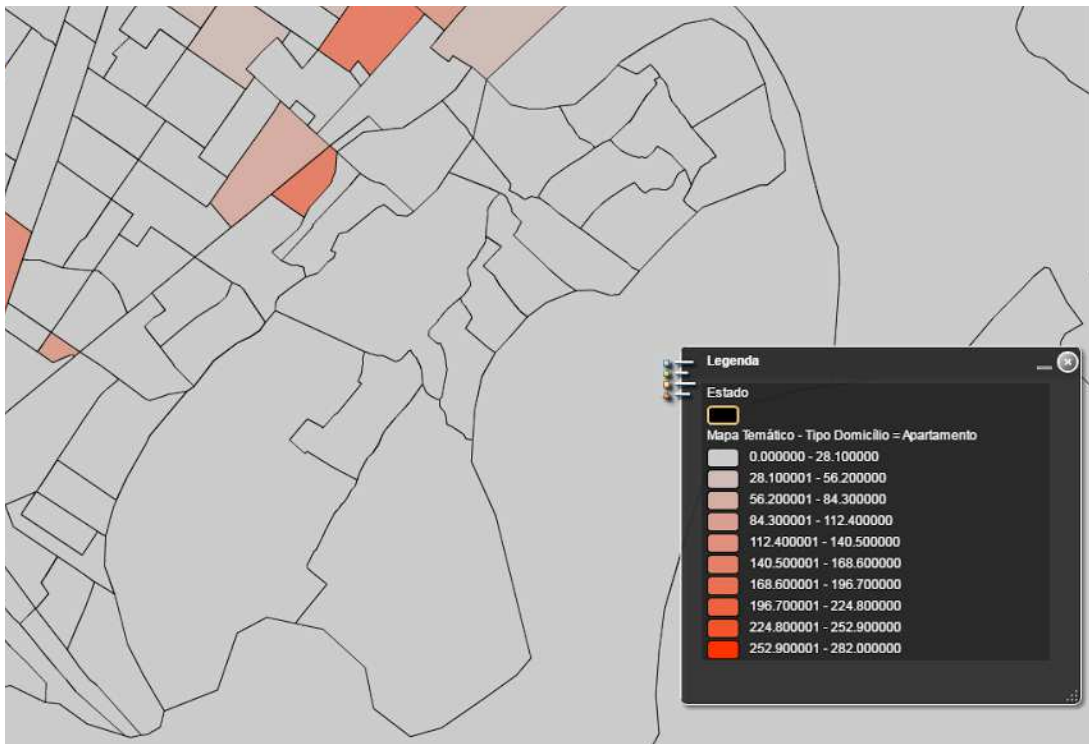 Legenda
Estado
Mapa Temático - Tipo Domicílio = Apartamento
0.000000 - 28.100000
28.100001 - 56.200000
56.200001 - 84.300000
84.300001 - 112.400000
112.400001 - 140.500000
140.500001 - 168.600000
168.600001 - 196.700000
196.700001 - 224.800000
224.800001 - 252.900000
252.900001 - 282.000000